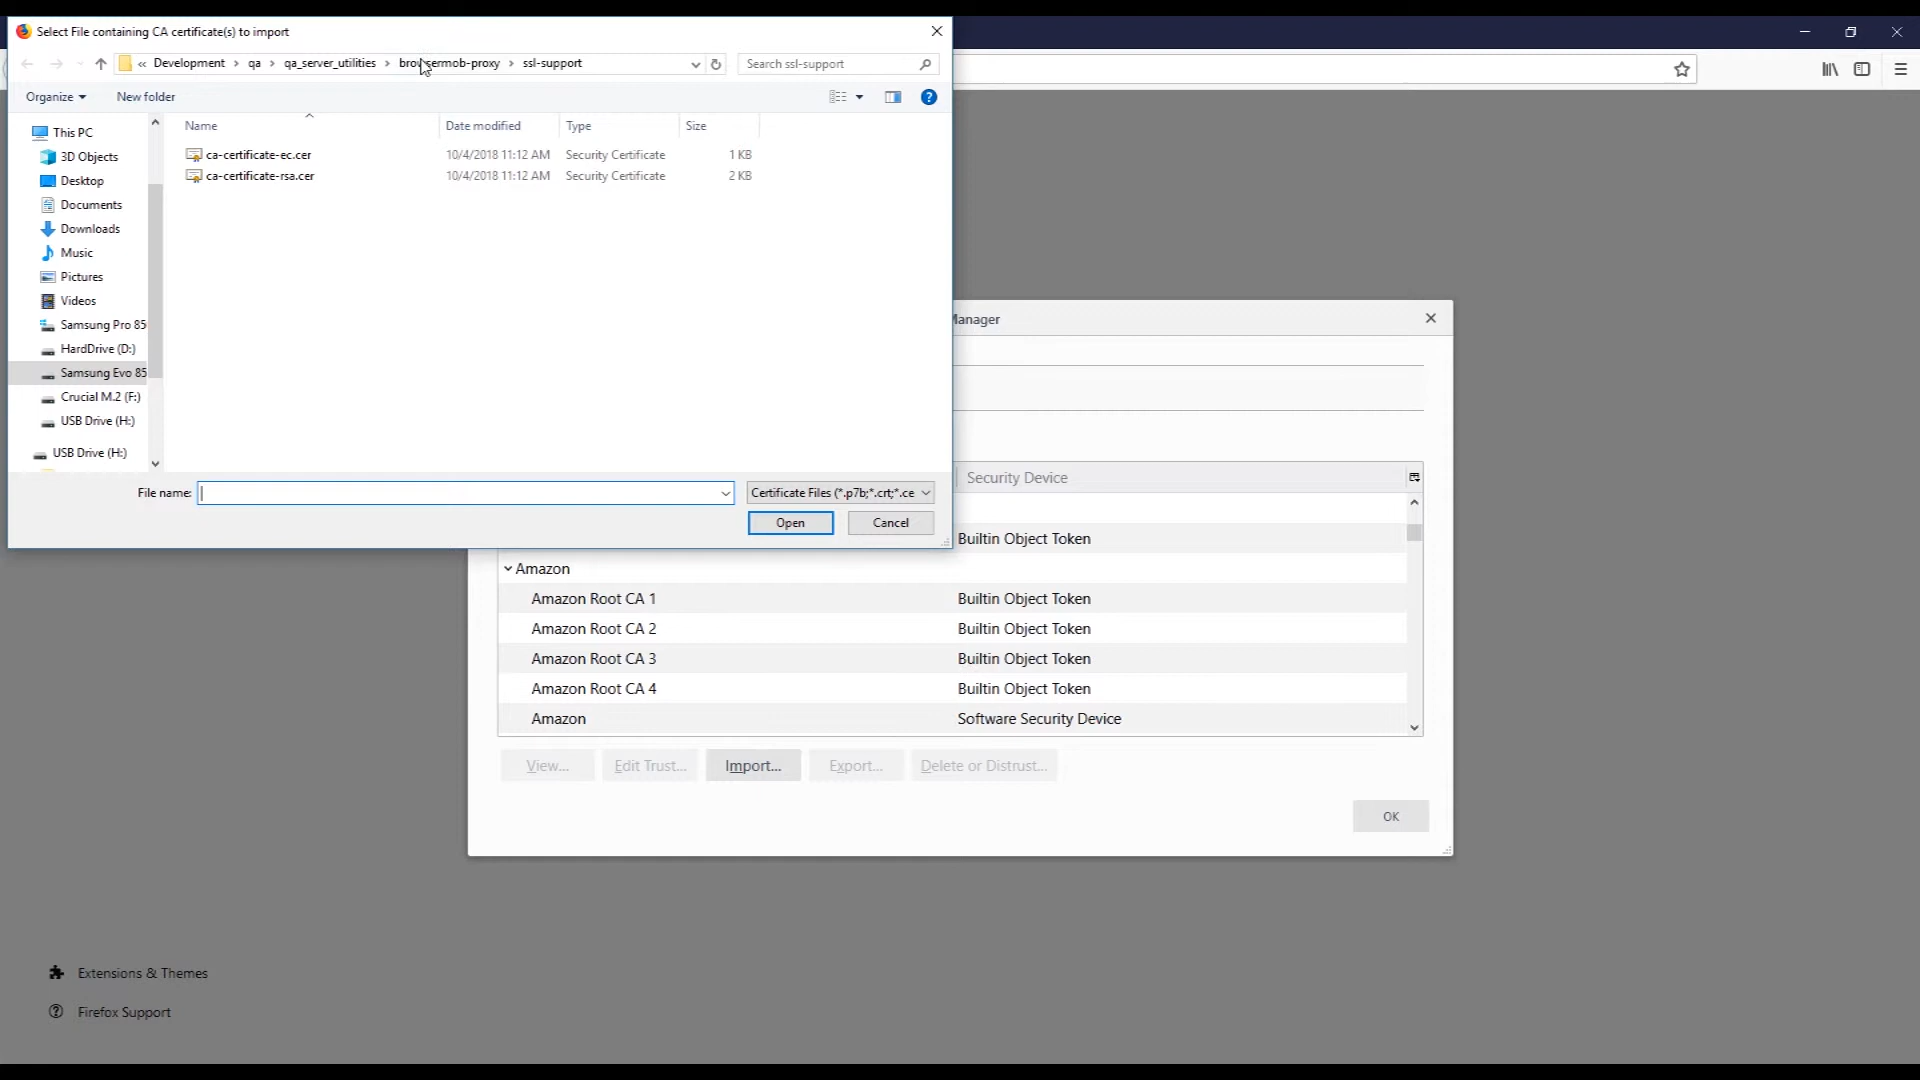 Select File containing CA certificate(s) to import
« Development > qa > qa_server_utilities > browsermob-proxy > ssl-support
Search ssl-support
Organize
New folder
Name Date modified Type Size
This PC
3D Objects
Desktop
Documents
Downloads
Music
Pictures
Videos
Samsung Pro 85
HardDrive (D:)
Samsung Evo 85
Crucial M.2 (F:)
USB Drive (H:)
USB Drive (H:)
ca-certificate-ec.cer 10/4/2018 11:12 AM Security Certificate 1 KB
ca-certificate-rsa.cer 10/4/2018 11:12 AM Security Certificate 2 KB
File name:
Certificate Files (*.p7b;*.crt;*.ce
Open
Cancel
Manager
Security Device
Builtin Object Token
Amazon
Amazon Root CA 1 Builtin Object Token
Amazon Root CA 2 Builtin Object Token
Amazon Root CA 3 Builtin Object Token
Amazon Root CA 4 Builtin Object Token
Amazon Software Security Device
View...
Edit Trust...
Import...
Export...
Delete or Distrust...
OK
Extensions & Themes
Firefox Support